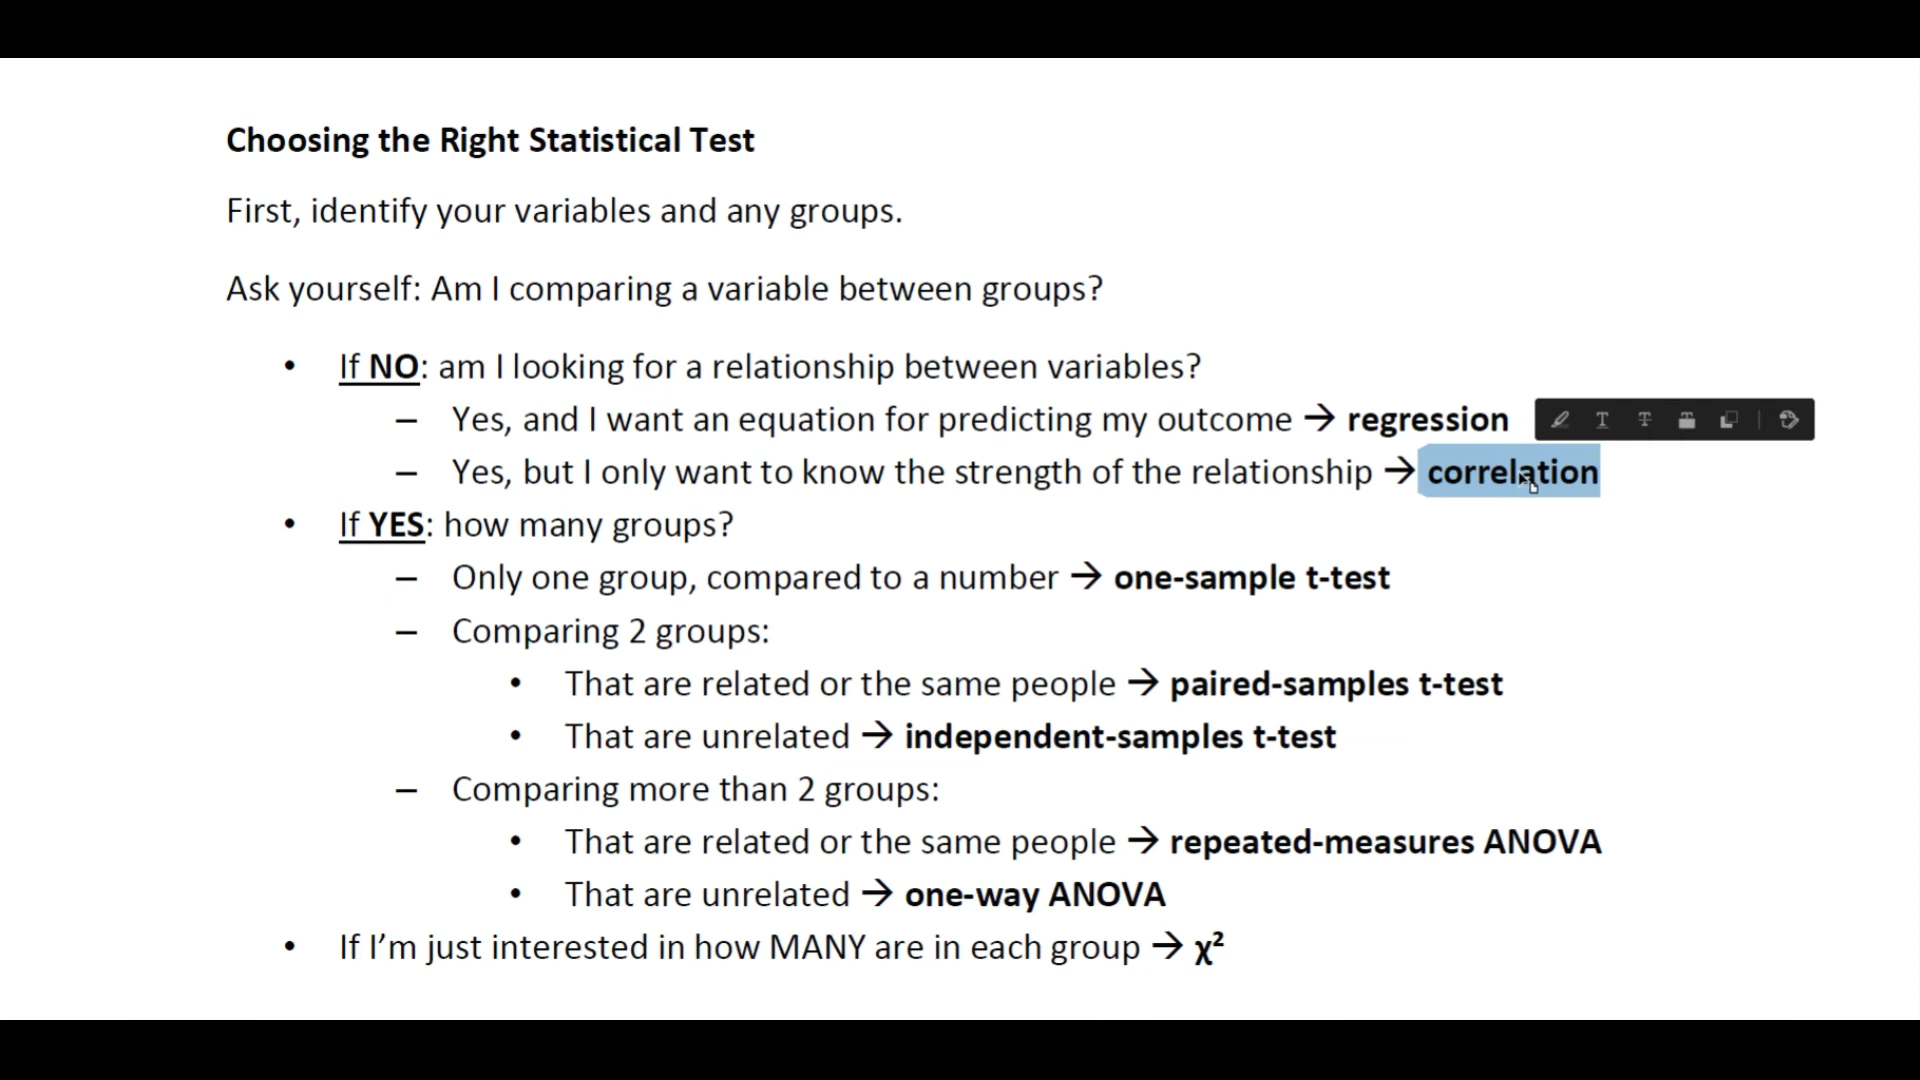 Choosing the Right Statistical Test
First, identify your variables and any groups.
Ask yourself: Am I comparing a variable between groups?
• If NO: am I looking for a relationship between variables?
– Yes, and I want an equation for predicting my outcome → regression
– Yes, but I only want to know the strength of the relationship → correlation
• If YES: how many groups?
– Only one group, compared to a number → one-sample t-test
– Comparing 2 groups:
• That are related or the same people → paired-samples t-test
• That are unrelated → independent-samples t-test
– Comparing more than 2 groups:
• That are related or the same people → repeated-measures ANOVA
• That are unrelated → one-way ANOVA
• If I’m just interested in how MANY are in each group → χ²